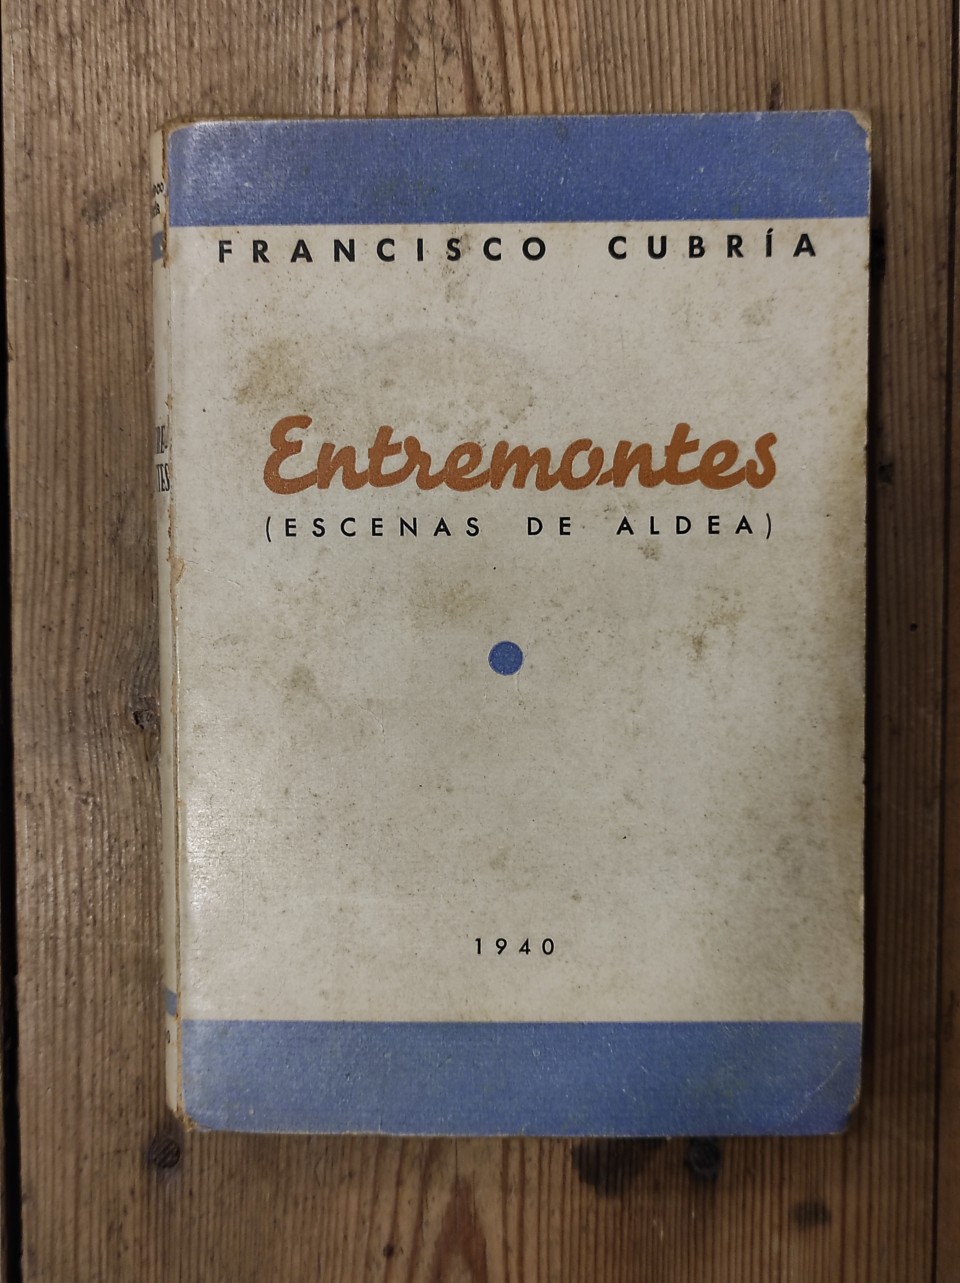 FRANCISCO CUBRÍA
Entremontes
(ESCENAS DE ALDEA)
1940